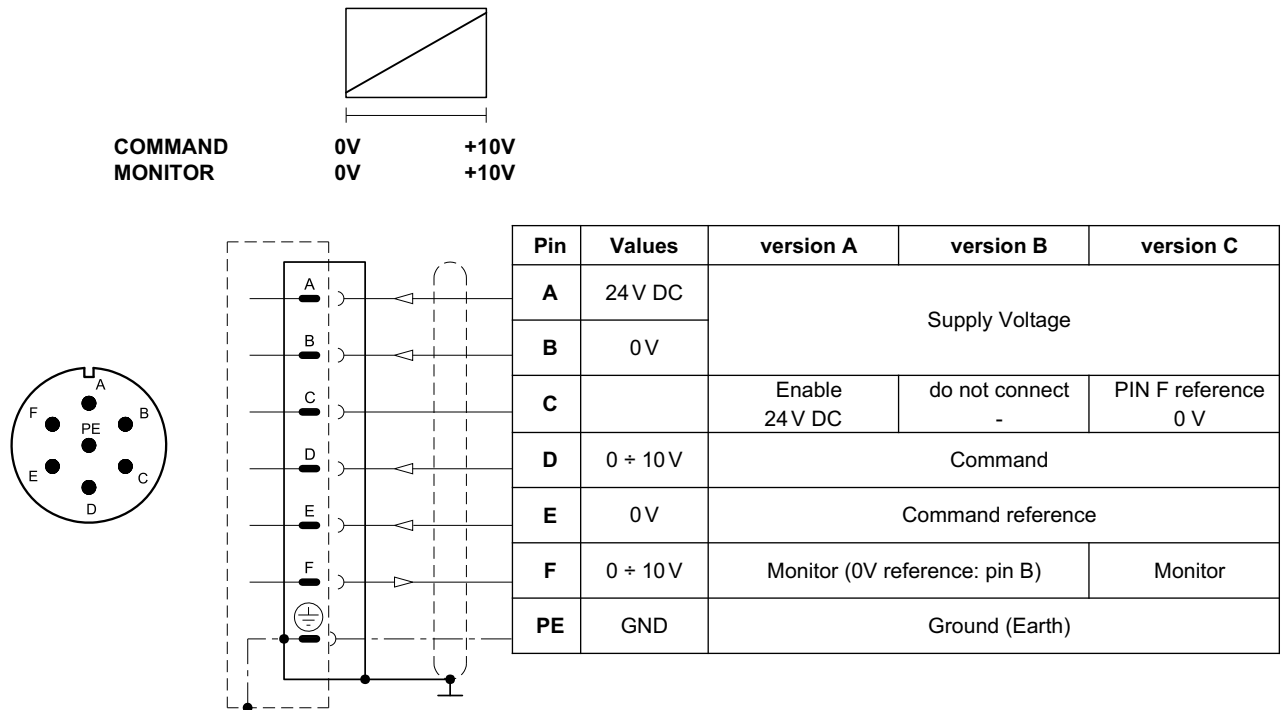 COMMAND 0V +10V
MONITOR 0V +10V
Pin Values version A version B version C
A 24 V DC Supply Voltage
B 0 V
C Enable 24 V DC do not connect - PIN F reference 0 V
D 0 ÷ 10 V Command
E 0 V Command reference
F 0 ÷ 10 V Monitor (0V reference: pin B) Monitor
PE GND Ground (Earth)
A
B
C
D
E
F
A
F
B
PE
E
C
D